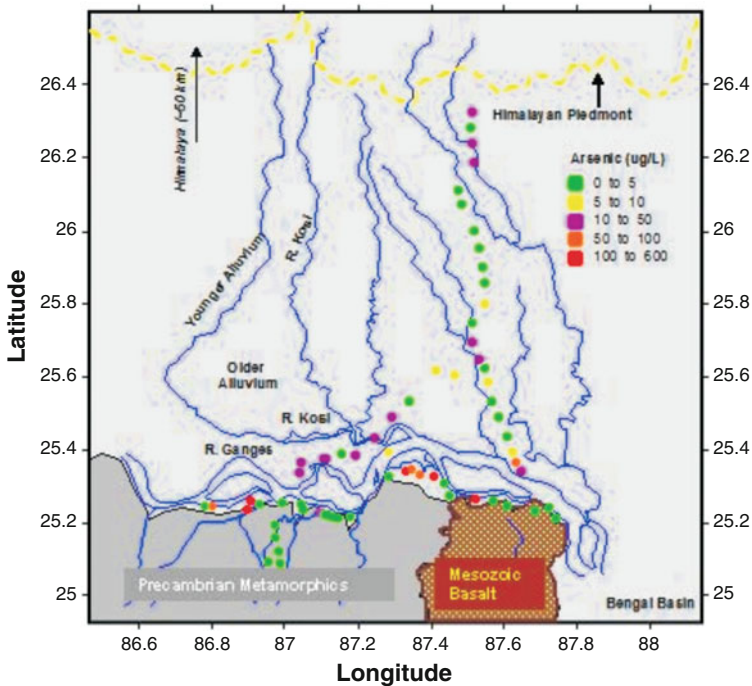 26.4
26.2
26
25.8
25.6
25.4
25.2
25
Latitude
Himalaya (~60 km)
Himalayan Piedmont
Arsenic (ug/L)
0 to 5
5 to 10
10 to 50
50 to 100
100 to 600
Younger Alluvium
R. Kosi
Older
Alluvium
R. Kosi
R. Ganges
Precambrian Metamorphics
Mesozoic
Basalt
Bengal Basin
86.6 86.8 87 87.2 87.4 87.6 87.8 88
Longitude